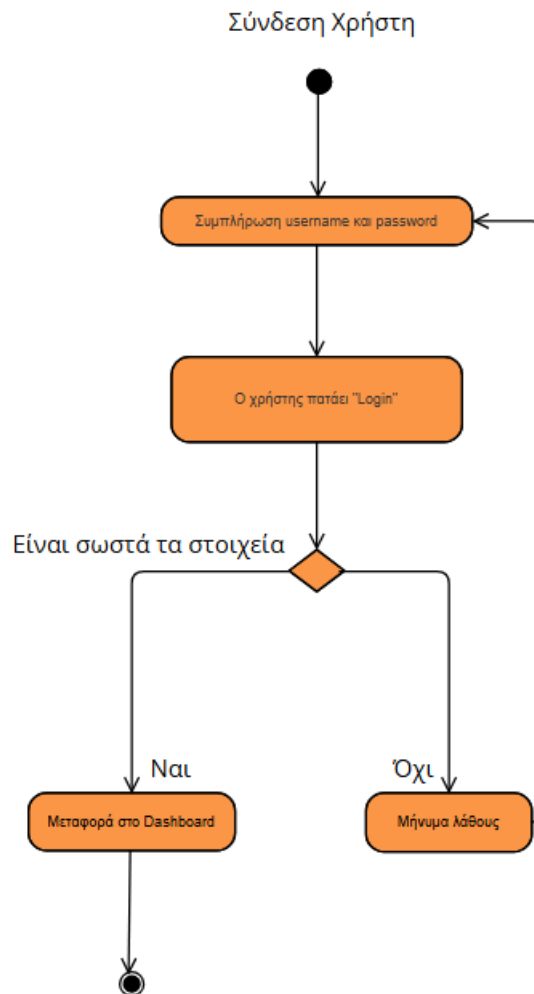 Σύνδεση Χρήστη
Συμπλήρωση username και password
Ο χρήστης πατάει "Login"
Είναι σωστά τα στοιχεία
Ναι
Όχι
Μεταφορά στο Dashboard
Μήνυμα λάθους